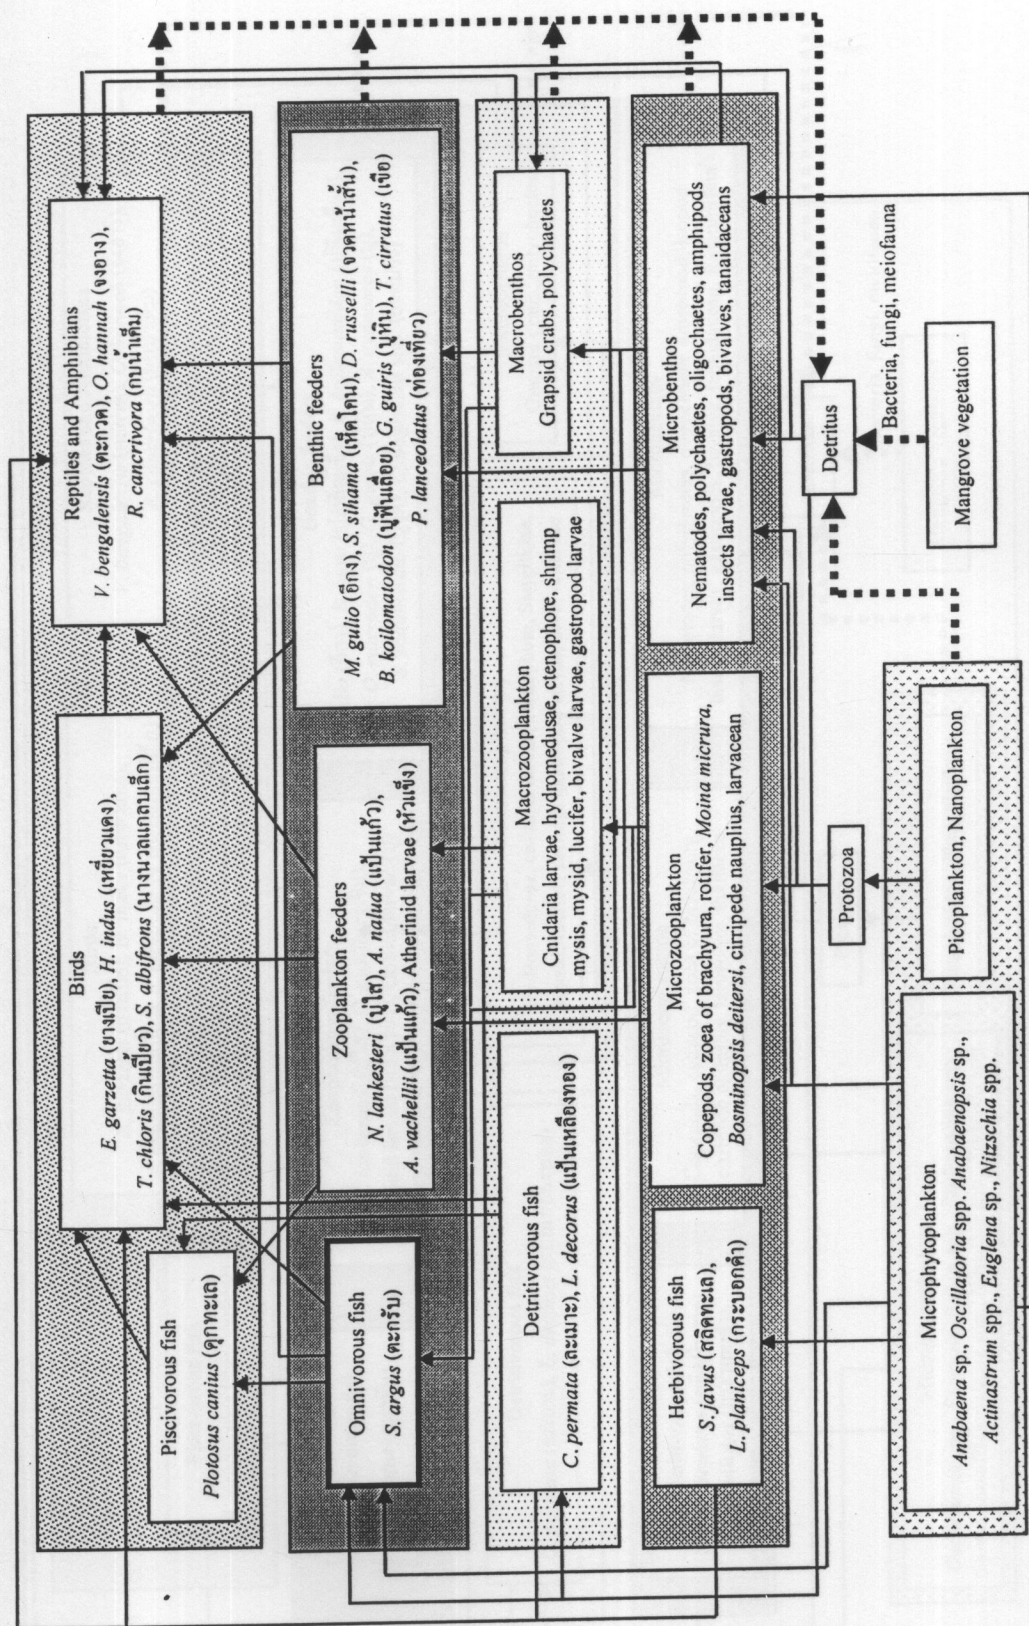 Reptiles and Amphibians
V. bengalensis (ตะกวด), O. hannah (จงอาง),
R. cancrivora (กบน้ำเค็ม)
Birds
E. garzetta (ยางเปีย), H. indus (เหยี่ยวแดง),
T. chloris (กินเปี้ยว), S. albifrons (นางนวลแกลบเล็ก)
Piscivorous fish
Plotosus canius (ดุกทะเล)
Benthic feeders
M. gulio (อีกง), S. sihama (เห็ดโคน), D. russelli (จวดหน้าสั้น),
B. koilomatodon (บู่ฟันเลื่อย), G. guiris (บู่หิน), T. cirratus (เขือ)
P. lanceolatus (ท่องเที่ยว)
Zooplankton feeders
N. lankesteri (บู่ใส), A. nalua (แป้นแก้ว),
A. vachellii (แป้นแก้ว), Atherinid larvae (หัวแข็ง)
Omnivorous fish
S. argus (ตะกรับ)
Macrobenthos
Grapsid crabs, polychaetes
Macrozooplankton
Cnidaria larvae, hydromedusae, ctenophore, shrimp
mysis, mysid, lucifer, bivalve larvae, gastropod larvae
Detritivorous fish
C. permata (ละเมาะ), L. decorus (แป้นเหลืองทอง)
Microbenthos
Nematodes, polychaetes, oligochaetes, amphipods
insects larvae, gastropods, bivalves, tanaidaceans
Microzooplankton
Copepods, zoea of brachyura, rotifer, Moina micrura,
Bosminopsis deitersi, cirripede nauplius, larvacean
Herbivorous fish
S. javus (สลิดทะเล),
L. planiceps (กระบอกดำ)
Detritus
Bacteria, fungi, meiofauna
Mangrove vegetation
Protozoa
Picoplankton, Nanoplankton
Microphytoplankton
Anabaena sp., Oscillatoria spp. Anabaenopsis sp.,
Actinastrum spp., Euglena sp., Nitzschia spp.